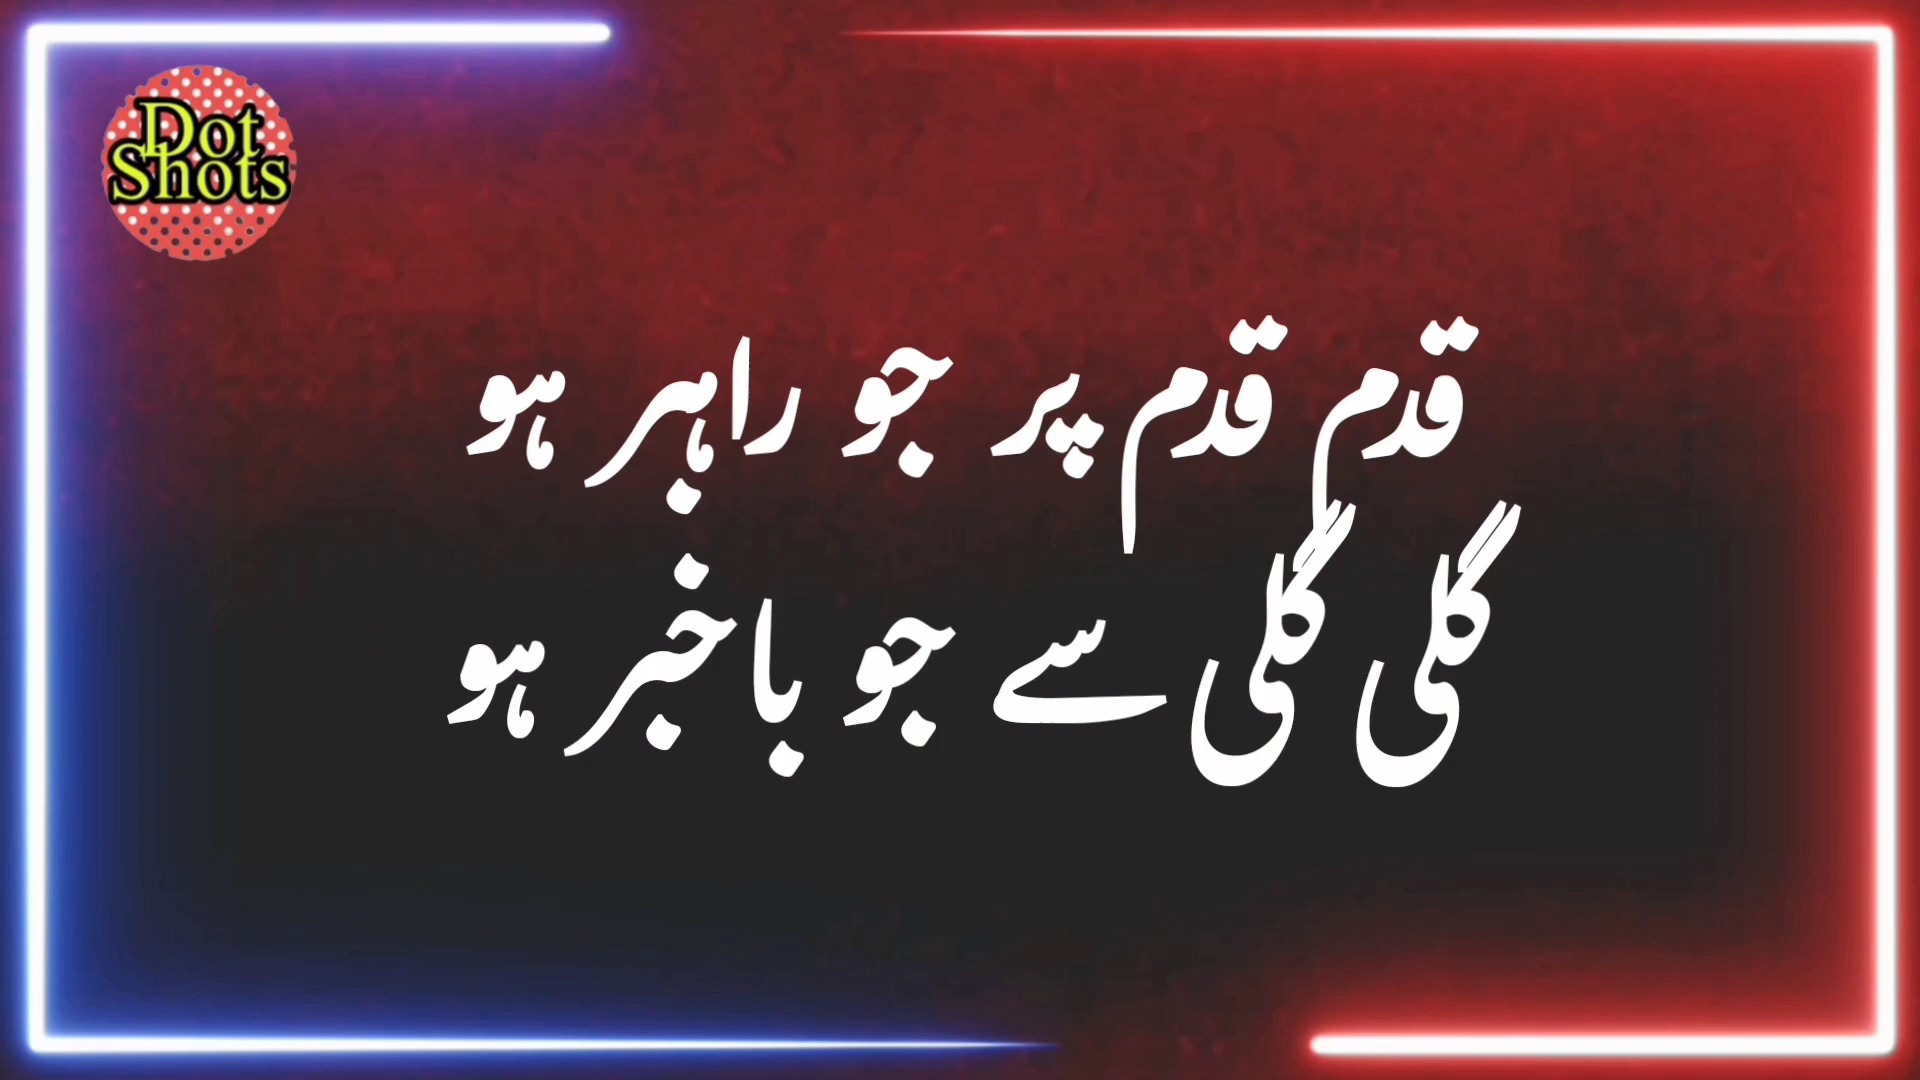 Dot
Shots
قدم قدم پر جو راہبر ہو
گلی گلی سے جو باخبر ہو